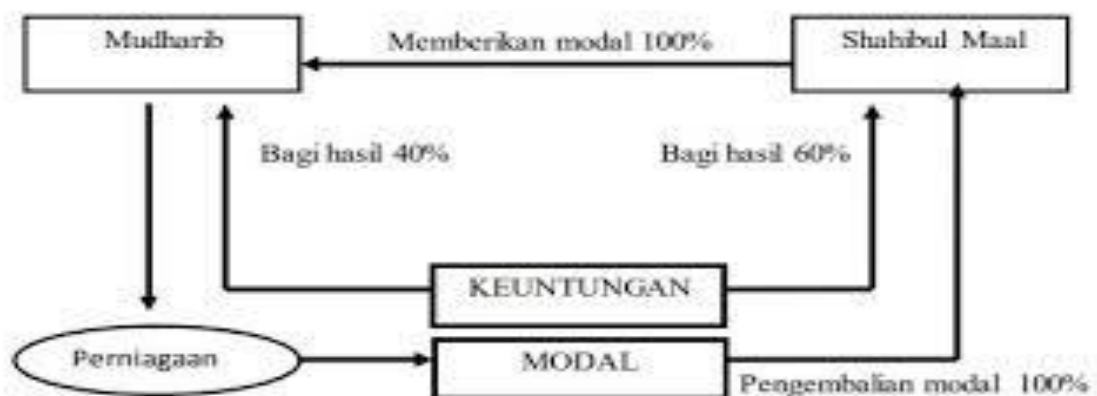 Mudharib
Memberikan modal 100%
Shahibul Maal
Bagi hasil 40%
Bagi hasil 60%
KEUNTUNGAN
Perniagaan
MODAL
Pengembalian modal 100%